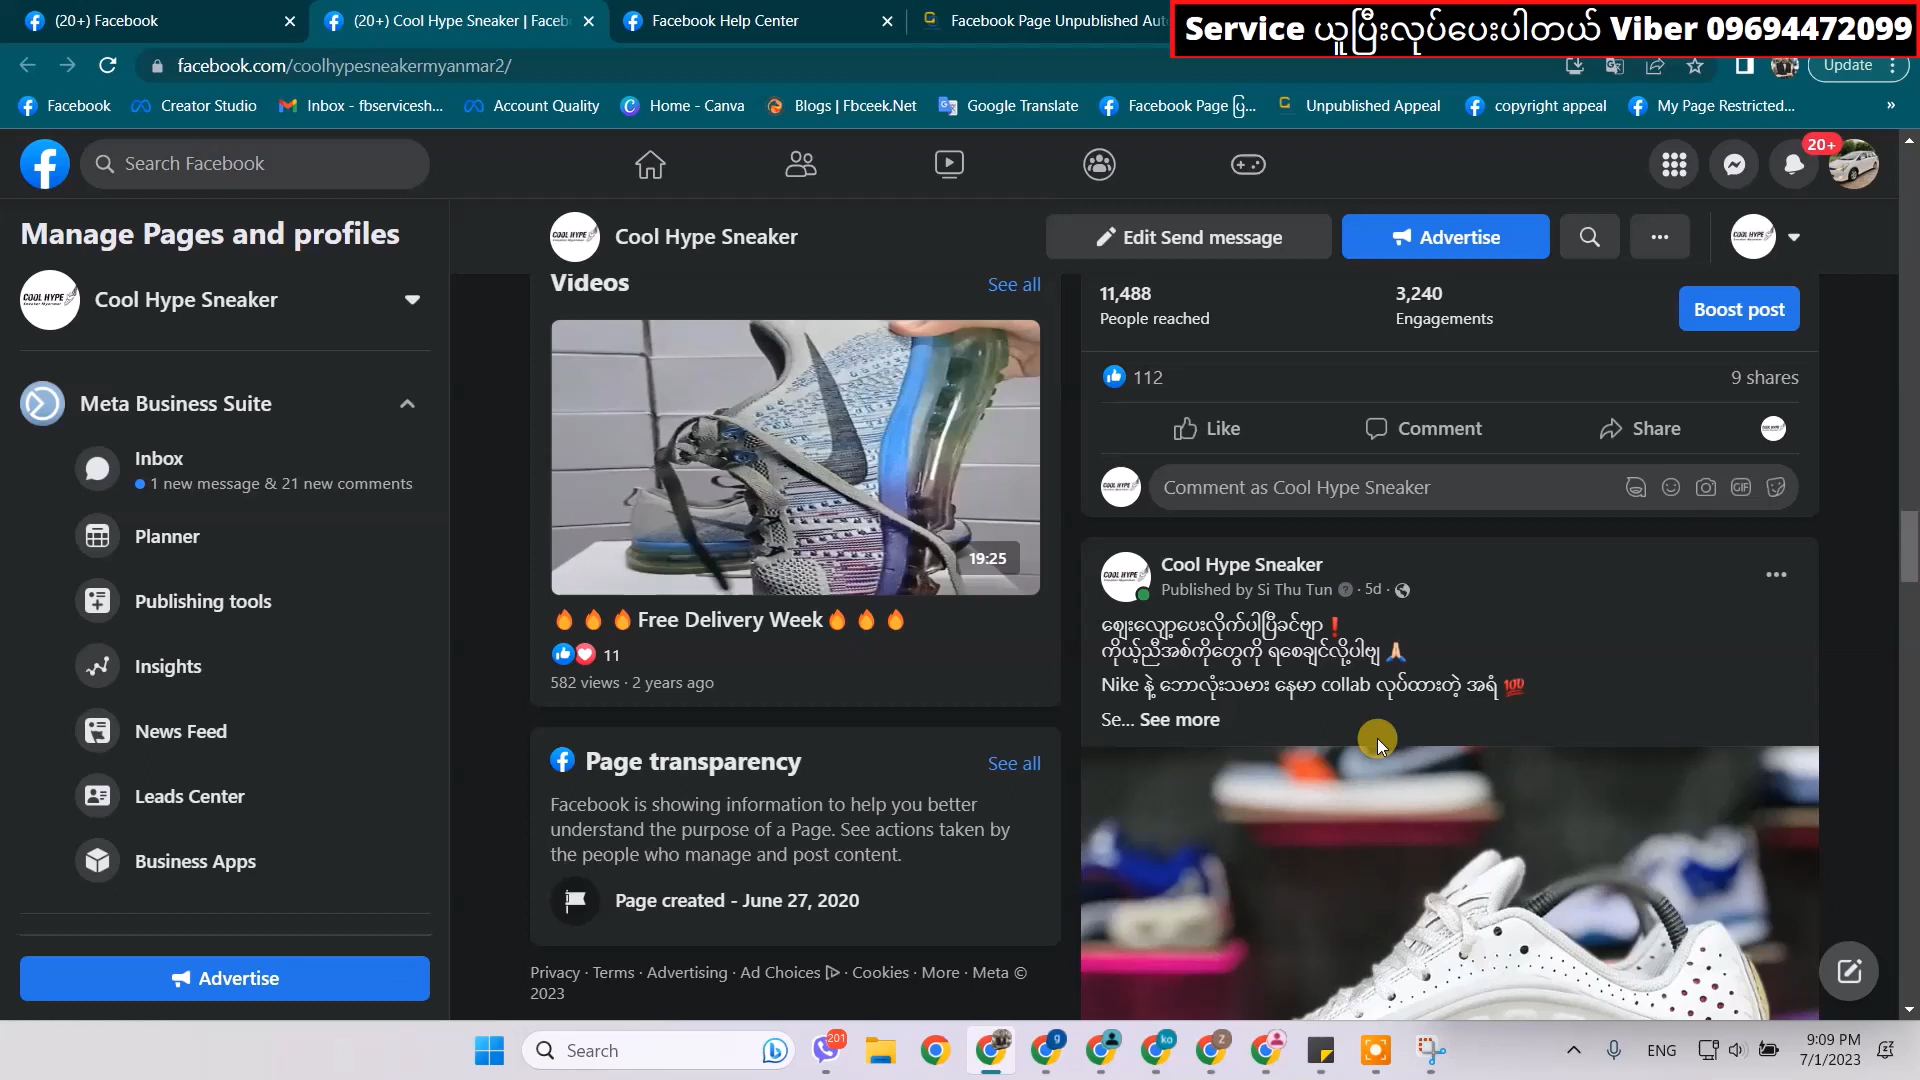 (20+) Facebook
(20+) Cool Hype Sneaker | Faceb
Facebook Help Center
Facebook Page Unpublished Aut
Service ယူပြီးလုပ်ပေးပါတယ် Viber 09694472099
facebook.com/coolhypesneakermyanmar2/
Update
Facebook
Creator Studio
Inbox - fbservicesh...
Account Quality
Home - Canva
Blogs | Fbceek.Net
Google Translate
Facebook Page ပြ...
Unpublished Appeal
copyright appeal
My Page Restricted...
»
Search Facebook
20+
Manage Pages and profiles
Cool Hype Sneaker
Meta Business Suite
Inbox
1 new message & 21 new comments
Planner
Publishing tools
Insights
News Feed
Leads Center
Business Apps
Advertise
COOL HYPE
Cool Hype Sneaker
Edit Send message
Advertise
Videos
See all
19:25
🔥 🔥 🔥 Free Delivery Week 🔥 🔥 🔥
11
582 views · 2 years ago
Page transparency
See all
Facebook is showing information to help you better
understand the purpose of a Page. See actions taken by
the people who manage and post content.
Page created - June 27, 2020
Privacy · Terms · Advertising · Ad Choices · Cookies · More · Meta ©
2023
11,488
People reached
3,240
Engagements
Boost post
112
9 shares
Like
Comment
Share
Comment as Cool Hype Sneaker
GIF
Cool Hype Sneaker
Published by Si Thu Tun · 5d ·
ဈေးလျှော့ပေးလိုက်ပါပြီခင်ဗျာ❗
ကိုယ့်ညီအစ်ကိုတွေကို ရစေချင်လို့ပါဗျ 🙏🏻
Nike နဲ့ ဘောလုံးသမား နေမာ collab လုပ်ထားတဲ့ အရံ 💯
Se... See more
Search
201
ENG
9:09 PM
7/1/2023